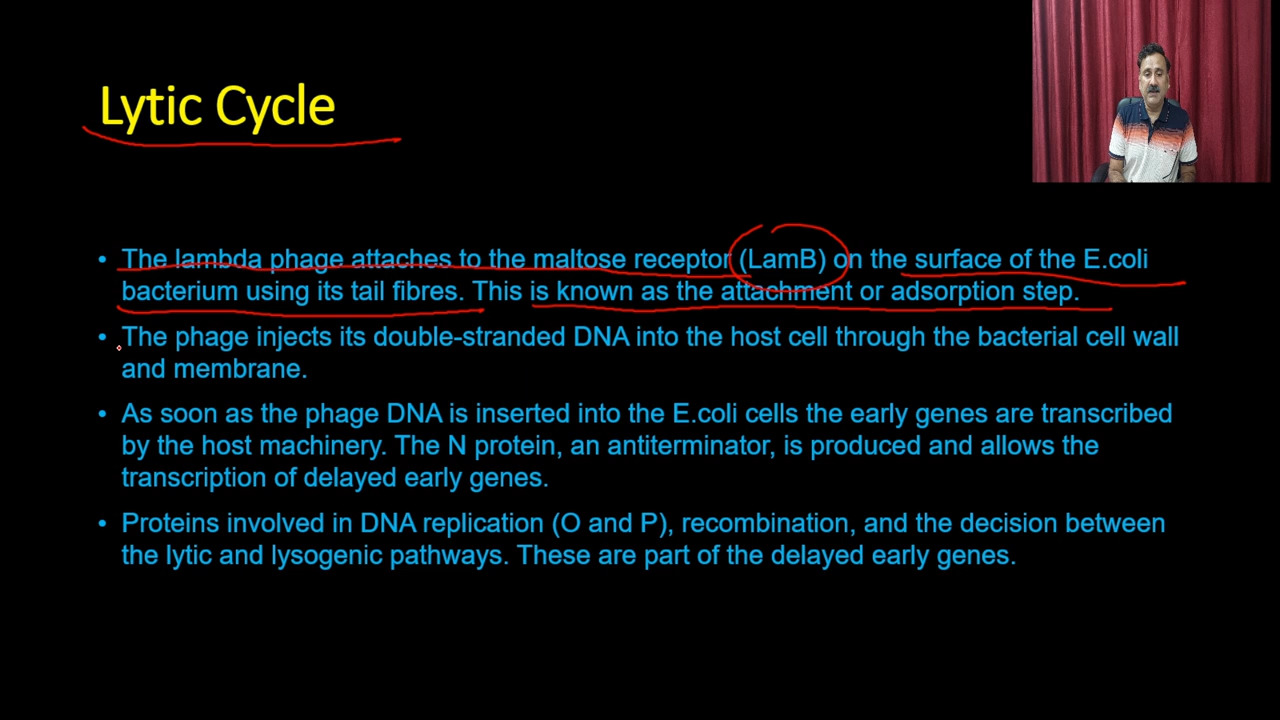 Lytic Cycle
• The lambda phage attaches to the maltose receptor (LamB) on the surface of the E.coli
bacterium using its tail fibres. This is known as the attachment or adsorption step.
• The phage injects its double-stranded DNA into the host cell through the bacterial cell wall
and membrane.
• As soon as the phage DNA is inserted into the E.coli cells the early genes are transcribed
by the host machinery. The N protein, an antiterminator, is produced and allows the
transcription of delayed early genes.
• Proteins involved in DNA replication (O and P), recombination, and the decision between
the lytic and lysogenic pathways. These are part of the delayed early genes.